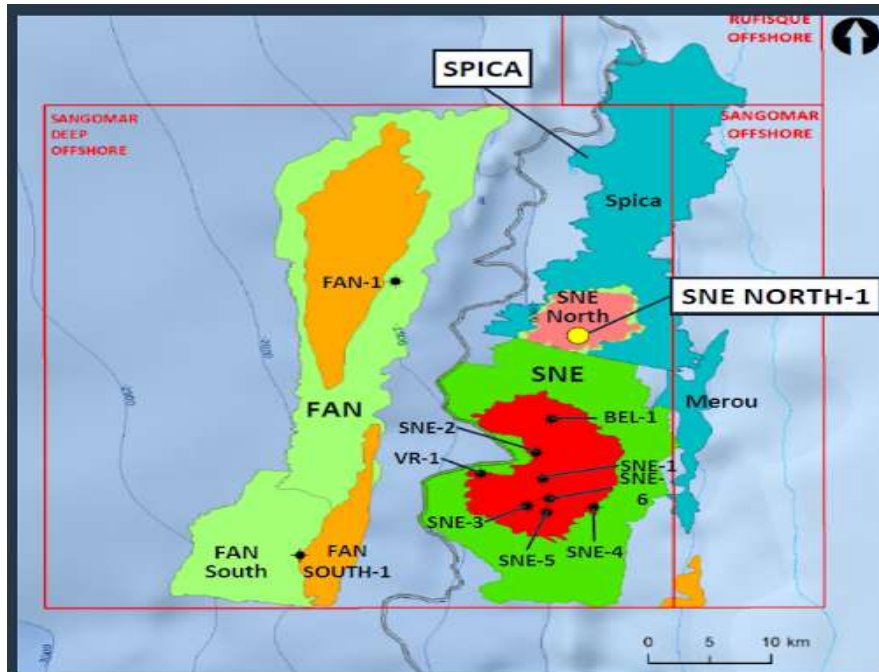 RUFISQUE
OFFSHORE
SPICA
SANGOMAR
DEEP
OFFSHORE
SANGOMAR
OFFSHORE
Spica
FAN-1
SNE
North
SNE NORTH-1
FAN
SNE
Merou
SNE-2
BEL-1
VR-1
SNE-1
SNE-
6
SNE-3
SNE-5
SNE-4
FAN
South
FAN
SOUTH-1
0 5 10 km